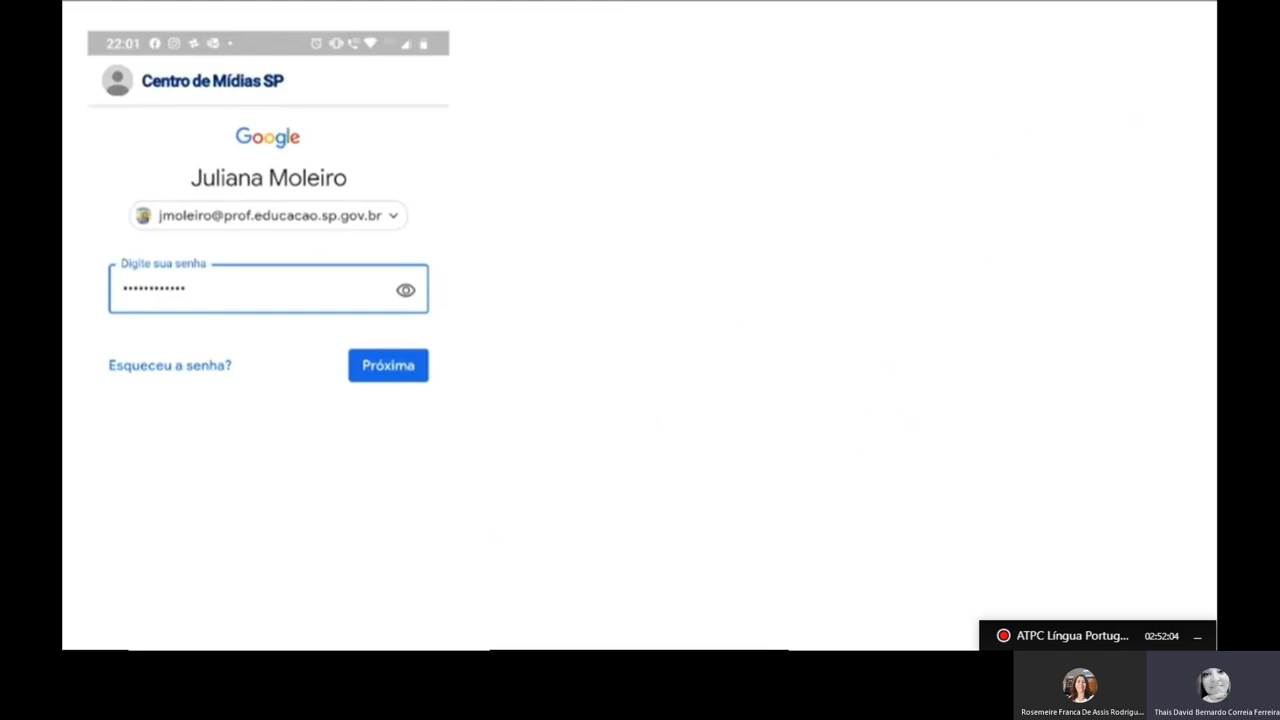 22:01
Centro de Mídias SP
Google
Juliana Moleiro
jmoleiro@prof.educacao.sp.gov.br
Digite sua senha
••••••••••••
Esqueceu a senha?
Próxima
ATPC Língua Portug... 02:52:04
Rosemeire Franca De Assis Rodrigu...
Thais David Bernardo Correia Ferreira